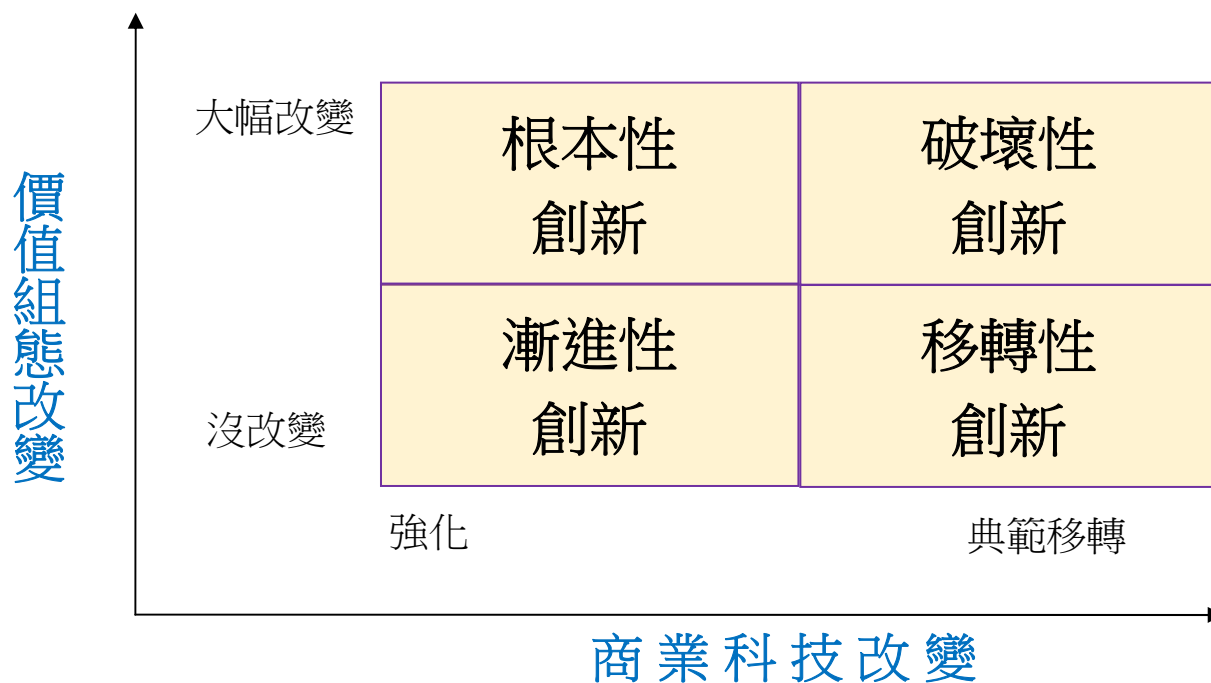 大幅改變
根本性
創新
破壞性
創新
價值組態改變
漸進性
創新
移轉性
創新
沒改變
強化
典範移轉
商業科技改變